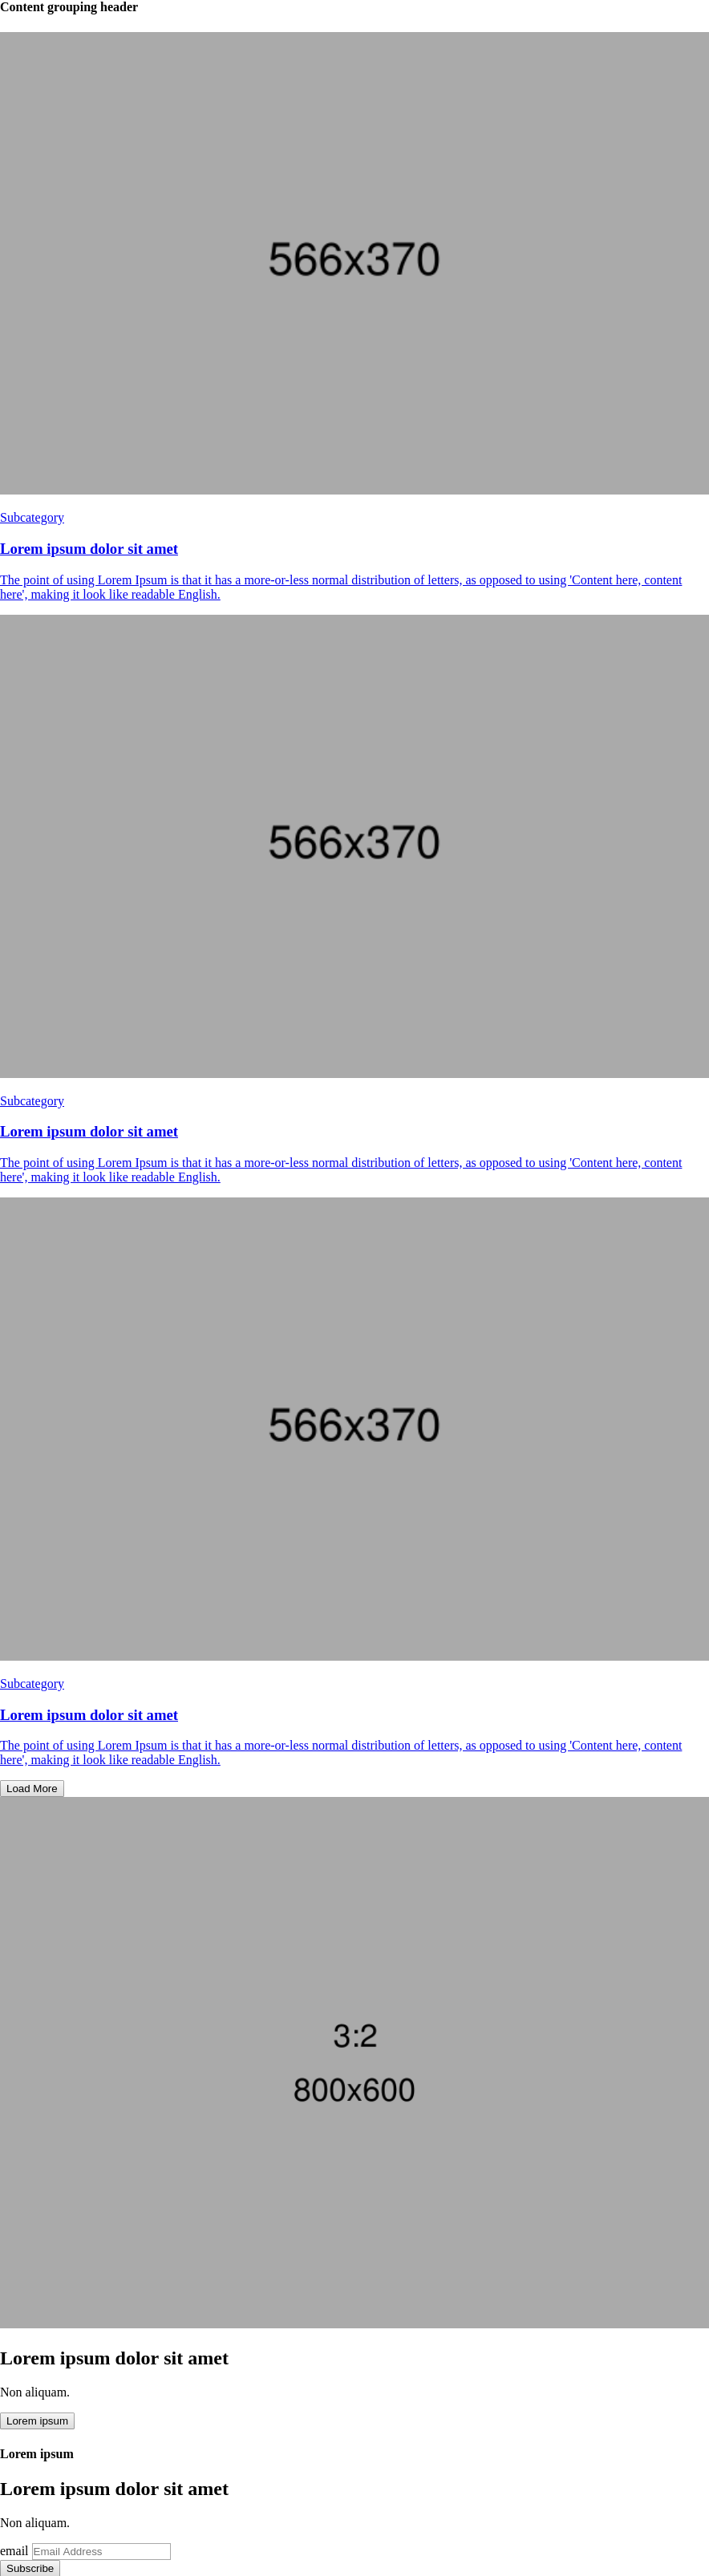 Content grouping header
566x370
Subcategory
Lorem ipsum dolor sit amet
The point of using Lorem Ipsum is that it has a more-or-less normal distribution of letters, as opposed to using 'Content here, content
here', making it look like readable English.
566x370
Subcategory
Lorem ipsum dolor sit amet
The point of using Lorem Ipsum is that it has a more-or-less normal distribution of letters, as opposed to using 'Content here, content
here', making it look like readable English.
566x370
Subcategory
Lorem ipsum dolor sit amet
The point of using Lorem Ipsum is that it has a more-or-less normal distribution of letters, as opposed to using 'Content here, content
here', making it look like readable English.
Load More
3:2
800x600
Lorem ipsum dolor sit amet
Non aliquam.
Lorem ipsum
Lorem ipsum
Lorem ipsum dolor sit amet
Non aliquam.
email Email Address
Subscribe